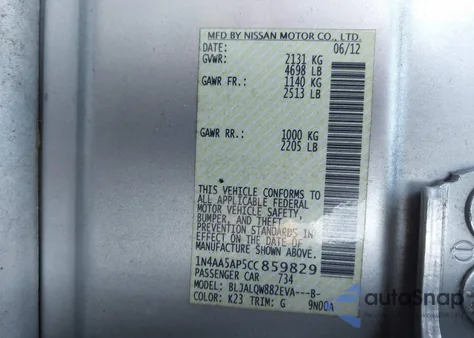 MFD BY NISSAN MOTOR CO., LTD.
DATE: 06/12
GVWR: 2131 KG
4698 LB
GAWR FR.: 1140 KG
2513 LB
GAWR RR.: 1000 KG
2205 LB
THIS VEHICLE CONFORMS TO
ALL APPLICABLE FEDERAL
MOTOR VEHICLE SAFETY,
BUMPER, AND THEFT
PREVENTION STANDARDS IN
EFFECT ON THE DATE OF
MANUFACTURE SHOWN ABOVE.
1N4AA5AP5CC859829
PASSENGER CAR 734
MODEL: BLJALQW882EVA---B-
COLOR: K23 TRIM: G 9N00A
autoSnap